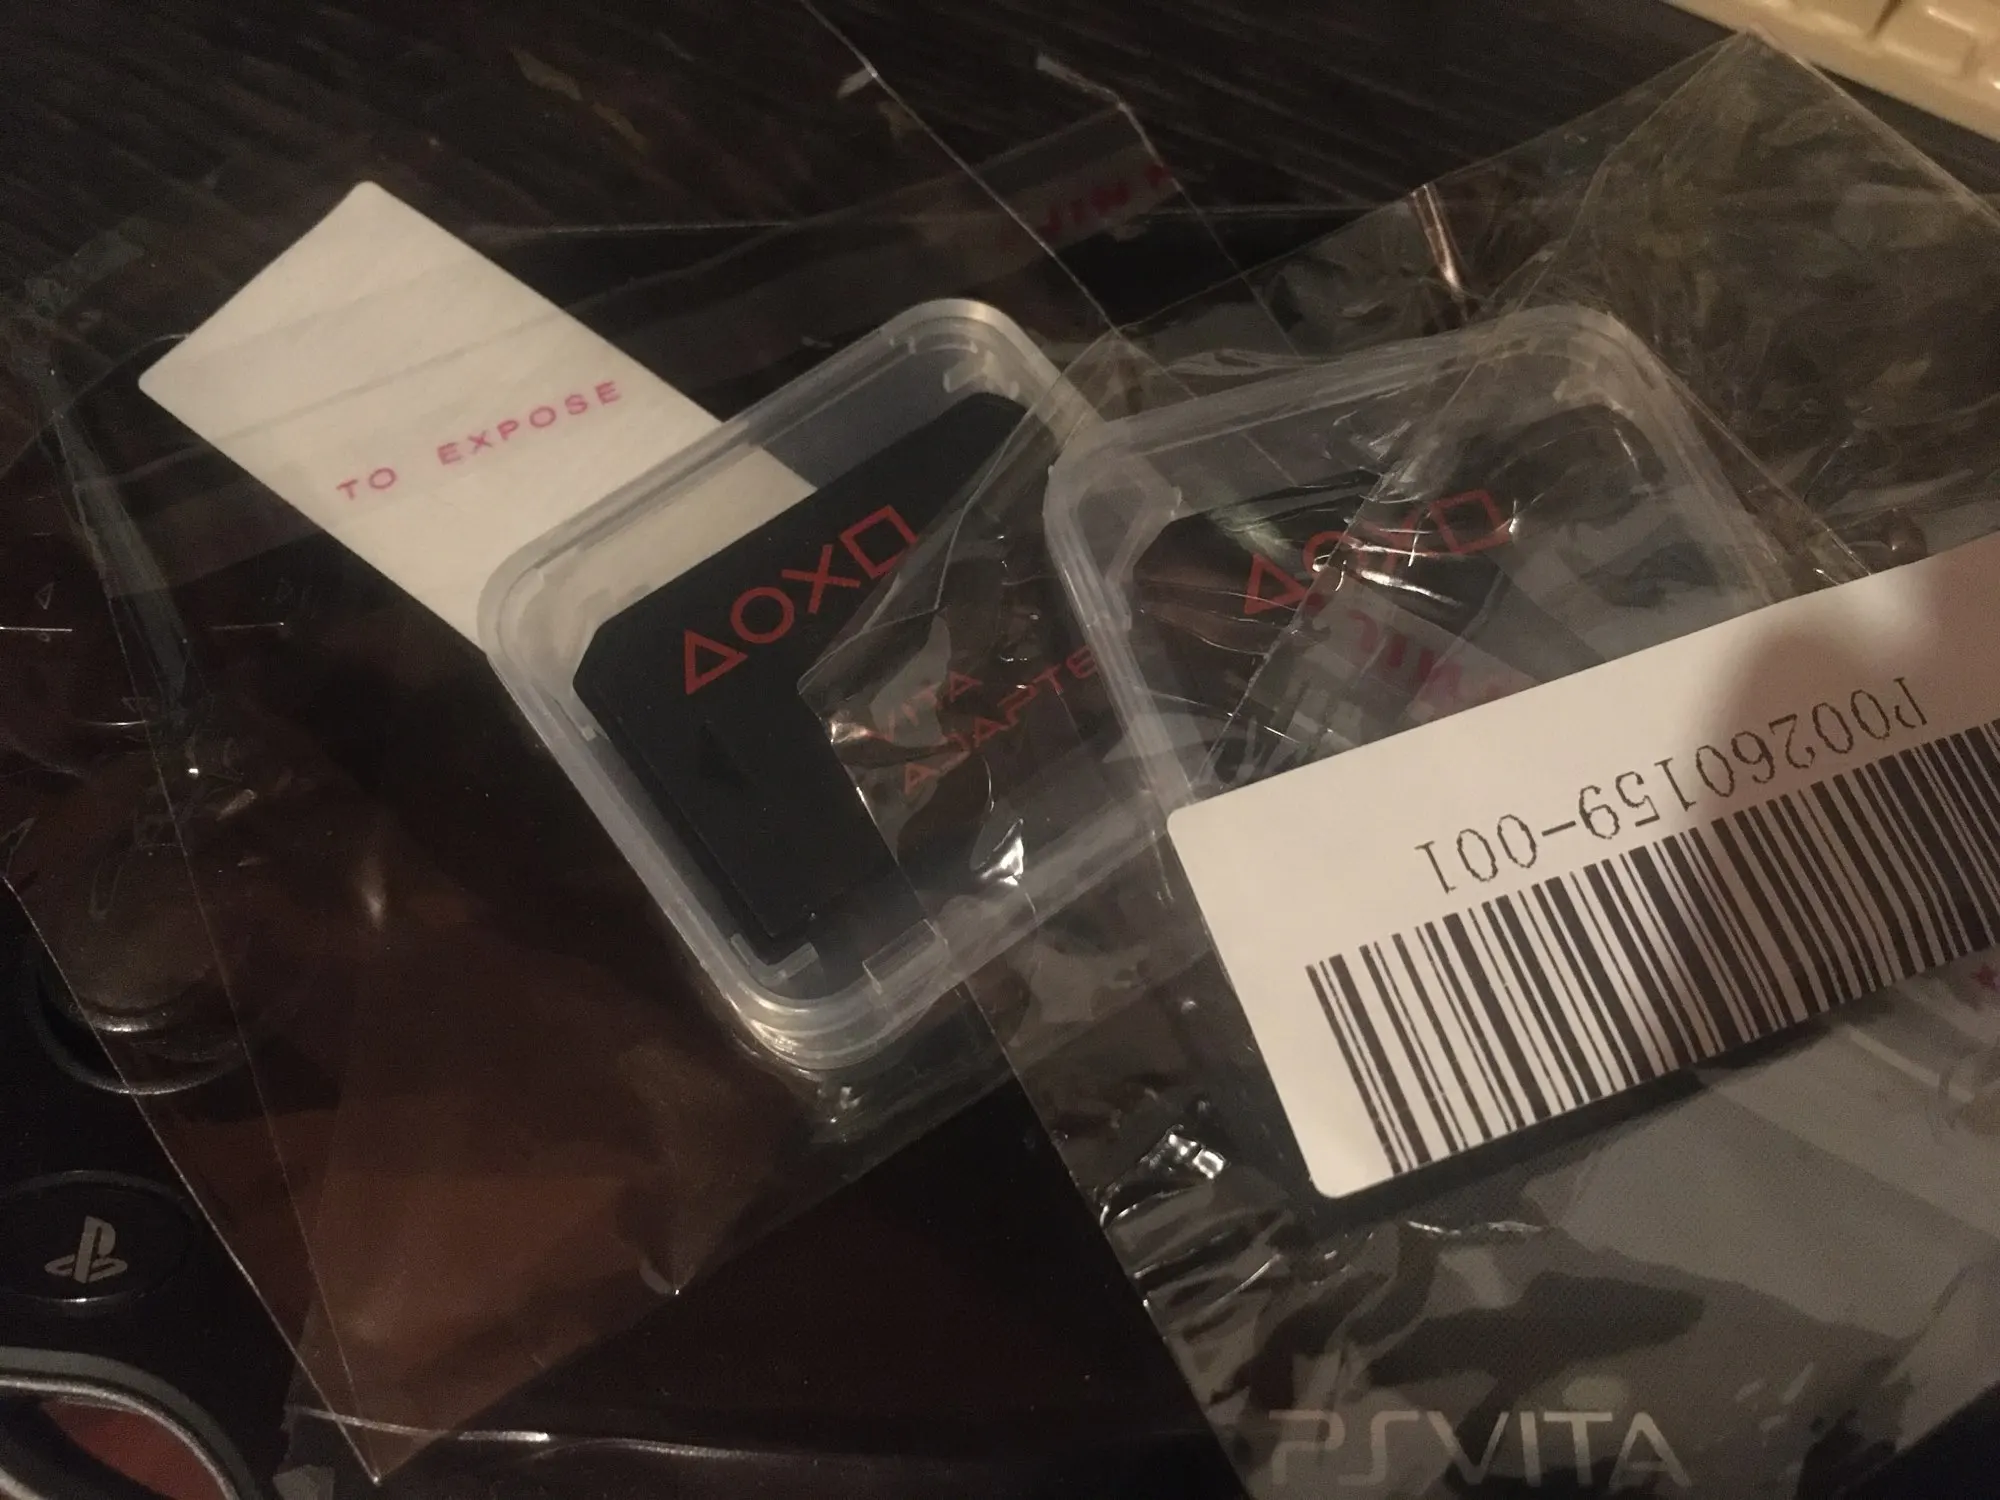 TO EXPOSE
△○×□
VITA
ADAPTE
△○×□
P00260159-001
PSVITA